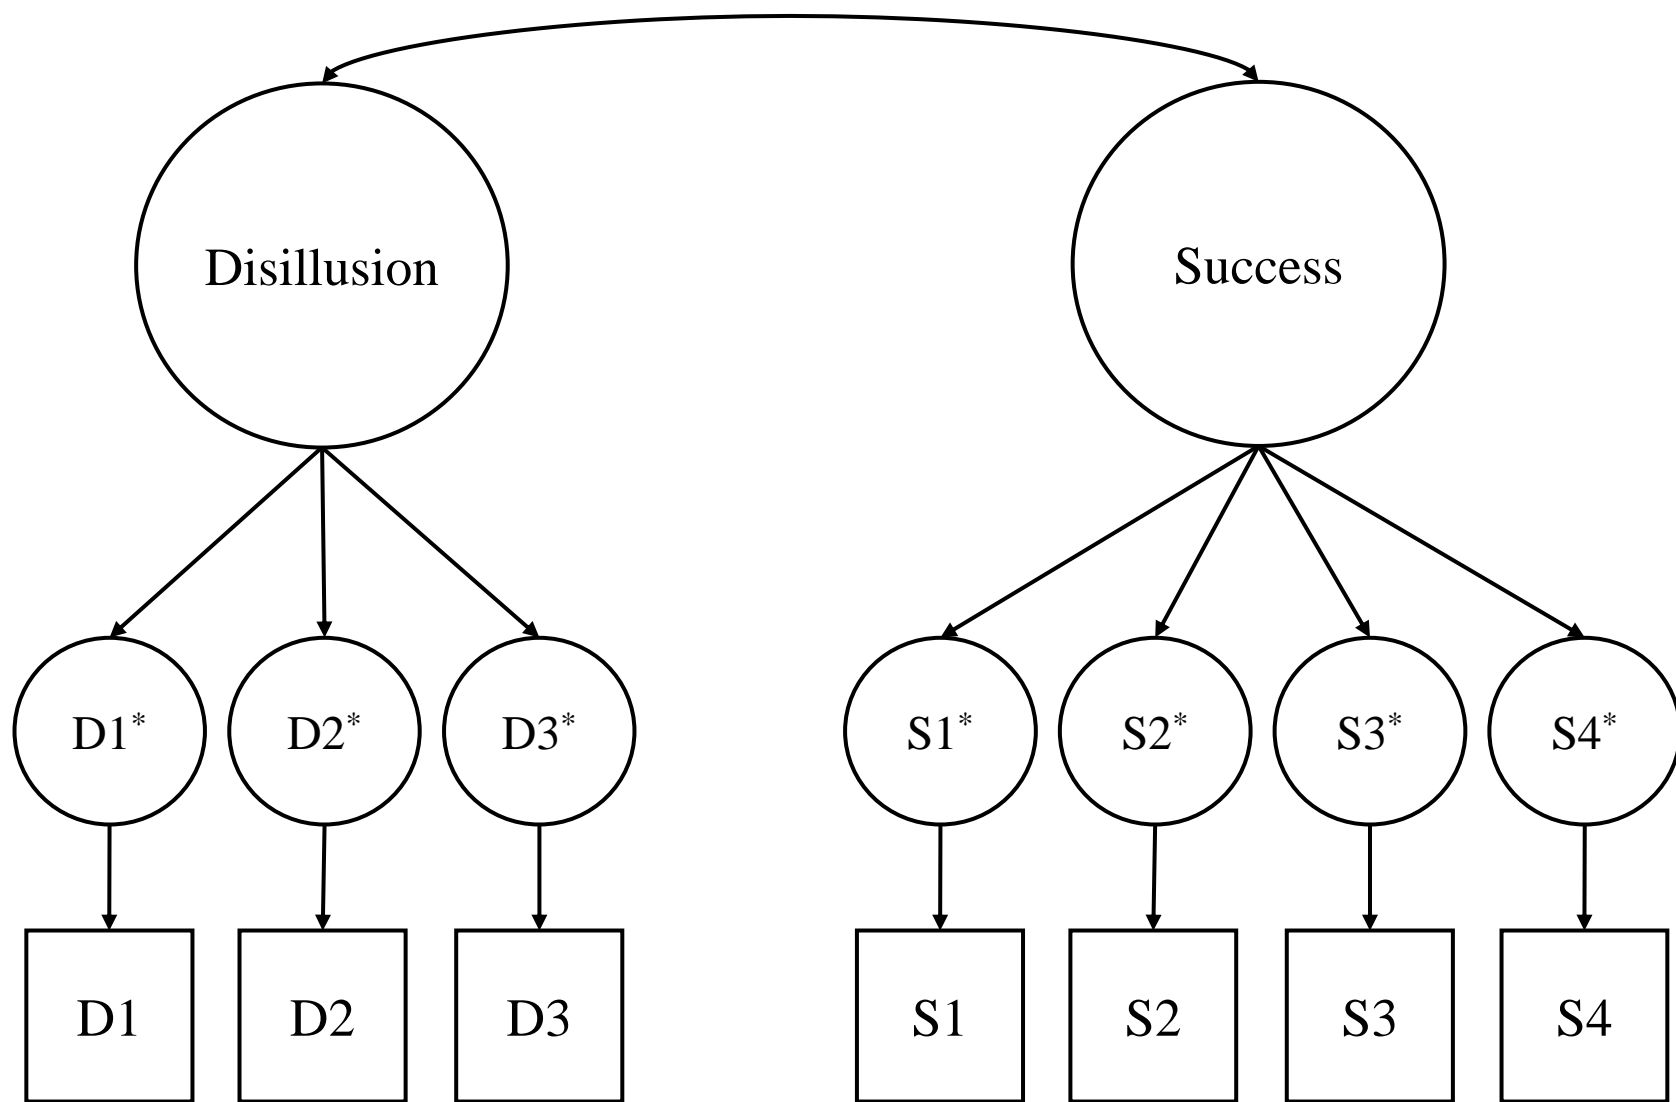 Disillusion
Success
D1*
D2*
D3*
S1*
S2*
S3*
S4*
D1
D2
D3
S1
S2
S3
S4